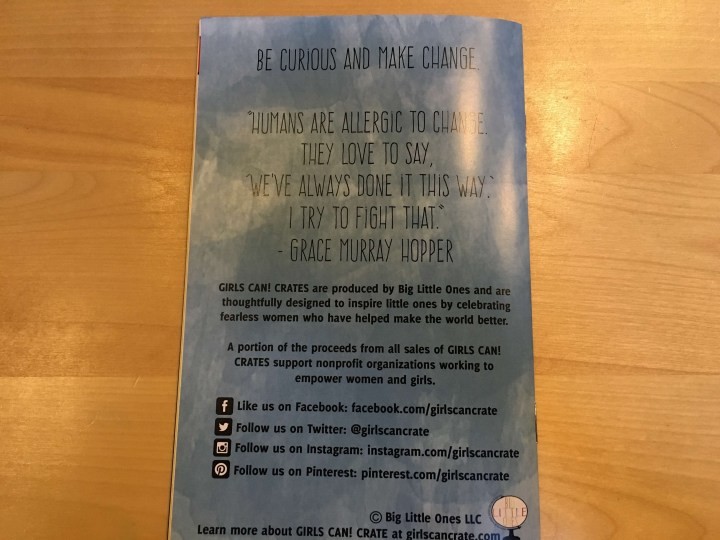 BE CURIOUS AND MAKE CHANGE.
"HUMANS ARE ALLERGIC TO CHANGE.
THEY LOVE TO SAY,
'WE'VE ALWAYS DONE IT THIS WAY.'
I TRY TO FIGHT THAT."
- GRACE MURRAY HOPPER
GIRLS CAN! CRATES are produced by Big Little Ones and are
thoughtfully designed to inspire little ones by celebrating
fearless women who have helped make the world better.
A portion of the proceeds from all sales of GIRLS CAN!
CRATES support nonprofit organizations working to
empower women and girls.
Like us on Facebook: facebook.com/girlscancrate
Follow us on Twitter: @girlscancrate
Follow us on Instagram: instagram.com/girlscancrate
Follow us on Pinterest: pinterest.com/girlscancrate
© Big Little Ones LLC
LITTLE
Learn more about GIRLS CAN! CRATE at girlscancrate.com